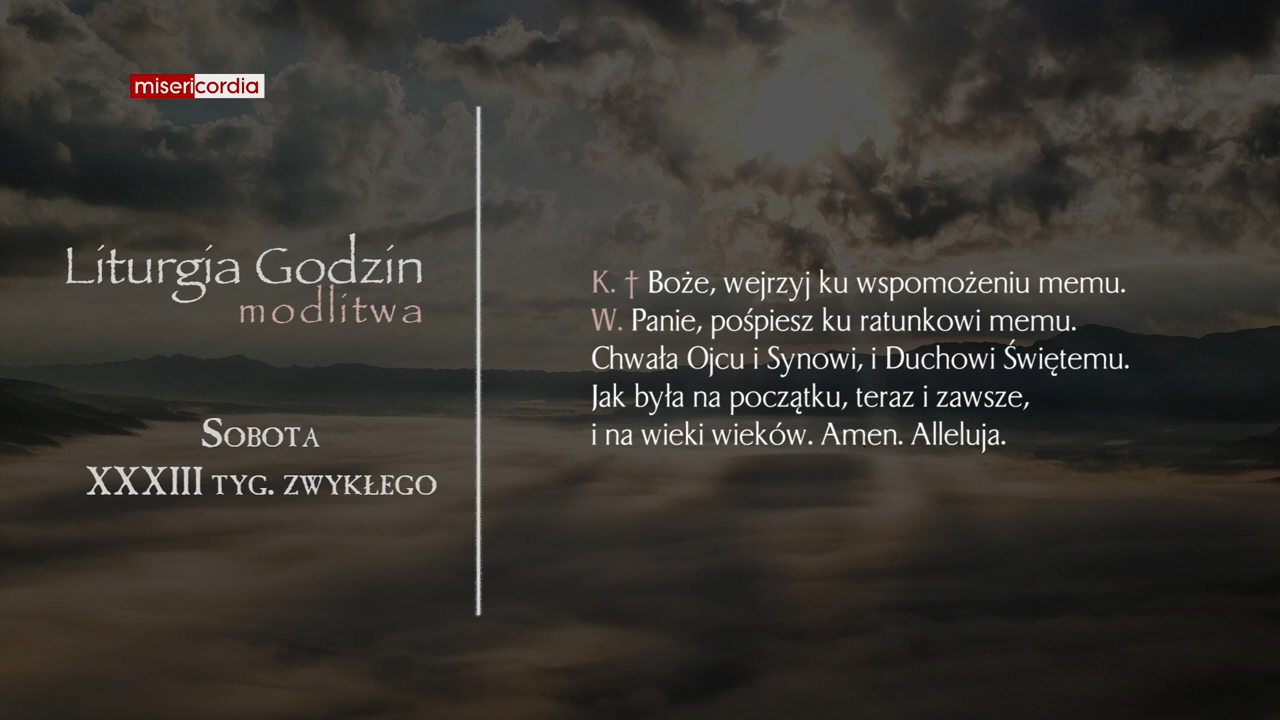 misericordia
Liturgia Godzin
modlitwa
Sobota
XXXIII tyg. zwykłego
K. † Boże, wejrzyj ku wspomożeniu memu.
W. Panie, pośpiesz ku ratunkowi memu.
Chwała Ojcu i Synowi, i Duchowi Świętemu.
Jak była na początku, teraz i zawsze,
i na wieki wieków. Amen. Alleluja.